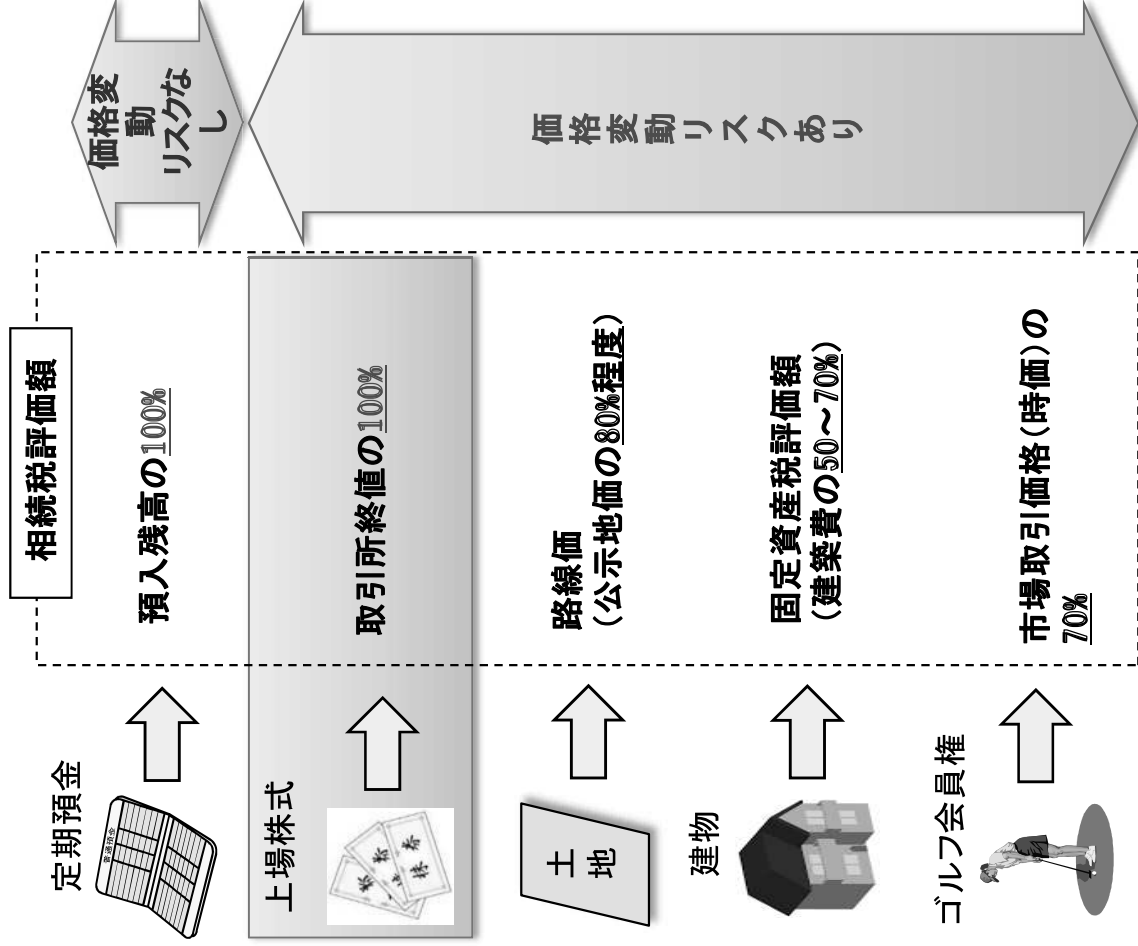 相続税評価額
定期預金
普通預金
預入残高の100%
価格変
動
リスクな
し
上場株式
取引所終値の100%
価格変動リスクあり
土
地
路線価
(公示地価の80%程度)
建物
固定資産税評価額
(建築費の50~70%)
ゴルフ会員権
市場取引価格(時価)の
70%